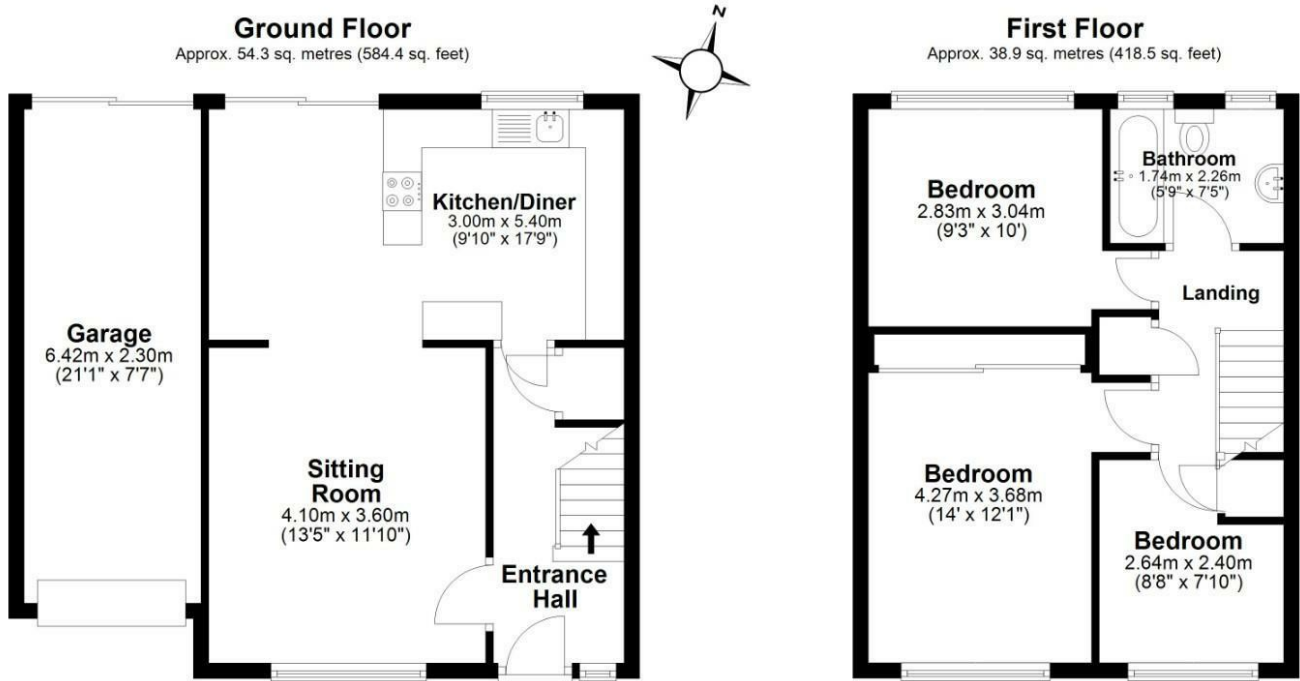 Ground Floor
Approx. 54.3 sq. metres (584.4 sq. feet)
N
First Floor
Approx. 38.9 sq. metres (418.5 sq. feet)
Kitchen/Diner
3.00m x 5.40m
(9'10" x 17'9")
Garage
6.42m x 2.30m
(21'1" x 7'7")
Sitting
Room
4.10m x 3.60m
(13'5" x 11'10")
Entrance
Hall
Bedroom
2.83m x 3.04m
(9'3" x 10')
Bathroom
1.74m x 2.26m
(5'9" x 7'5")
Landing
Bedroom
4.27m x 3.68m
(14' x 12'1")
Bedroom
2.64m x 2.40m
(8'8" x 7'10")